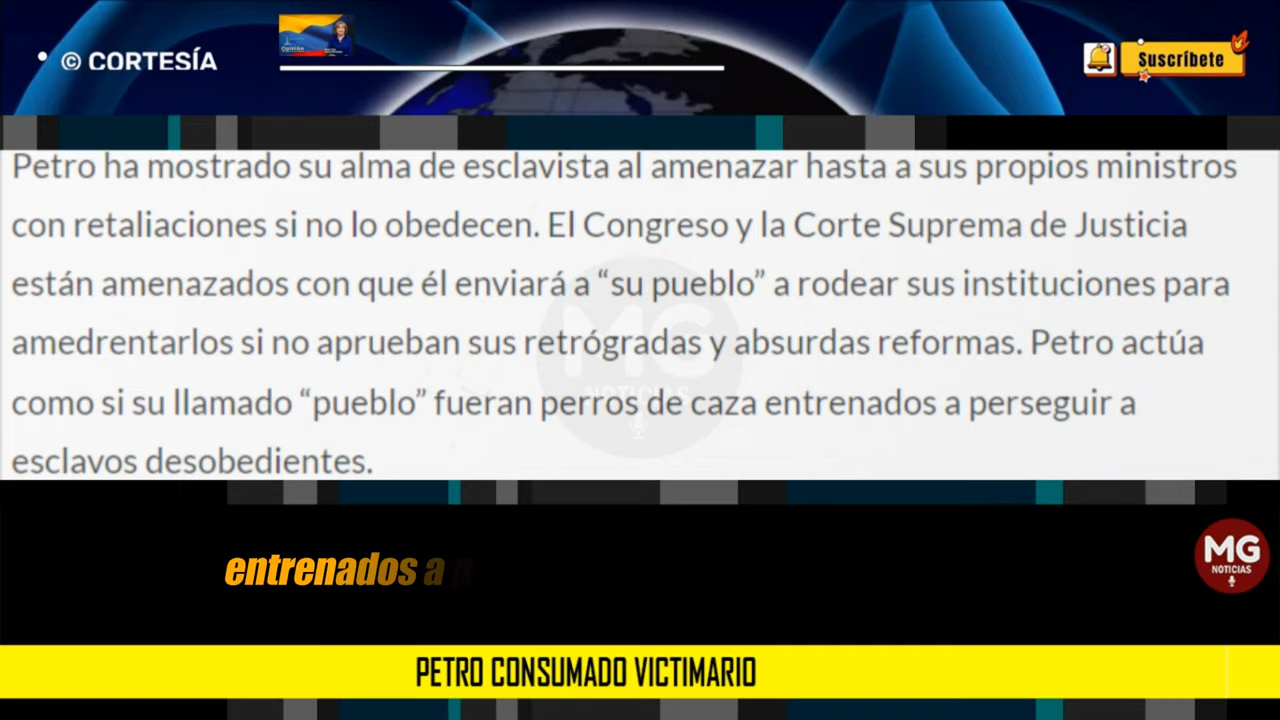 © CORTESÍA
Opinión
Suscríbete
Petro ha mostrado su alma de esclavista al amenazar hasta a sus propios ministros
con retaliaciones si no lo obedecen. El Congreso y la Corte Suprema de Justicia
están amenazados con que él enviará a “su pueblo” a rodear sus instituciones para
amedrentarlos si no aprueban sus retrógradas y absurdas reformas. Petro actúa
como si su llamado “pueblo” fueran perros de caza entrenados a perseguir a
esclavos desobedientes.
MG
NOTICIAS
entrenados a
MG
NOTICIAS
PETRO CONSUMADO VICTIMARIO